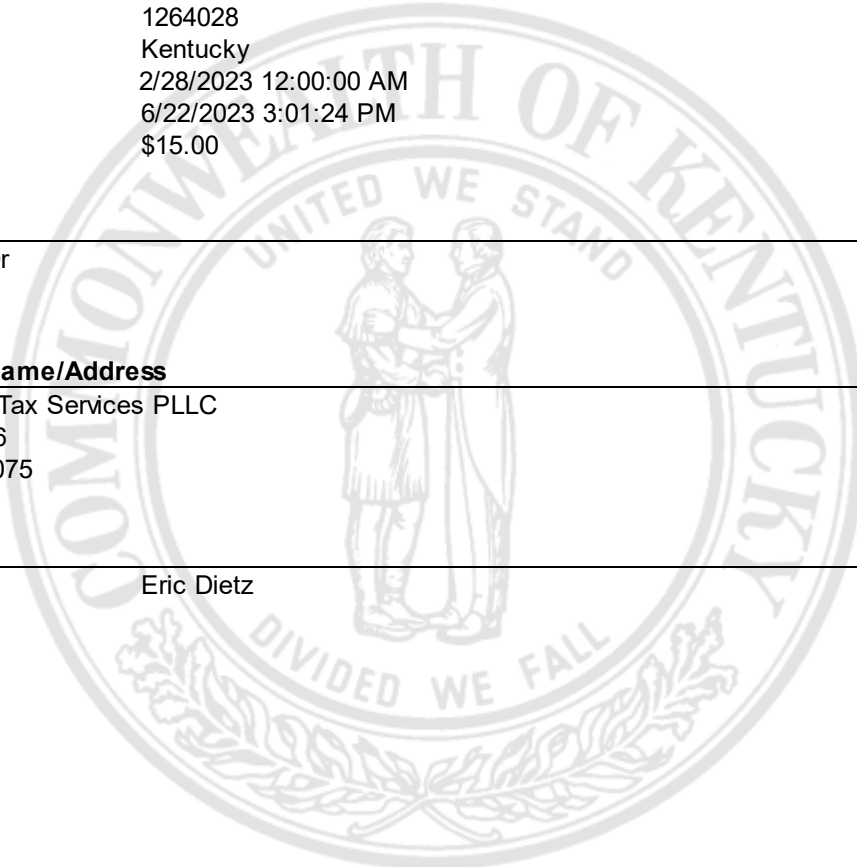 1264028
Kentucky
2/28/2023 12:00:00 AM
6/22/2023 3:01:24 PM
$15.00
COMMONWEALTH OF KENTUCKY
UNITED WE STAND
r
ame/Address
Tax Services PLLC
6
075
Eric Dietz
DIVIDED WE FALL